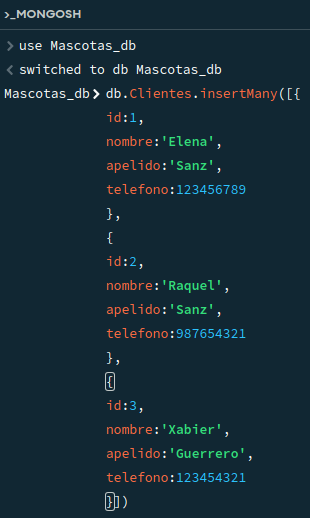 >_MONGOSH
> use Mascotas_db
< switched to db Mascotas_db
Mascotas_db> db.Clientes.insertMany([{
id:1,
nombre:'Elena',
apelido:'Sanz',
telefono:123456789
},
{
id:2,
nombre:'Raquel',
apelido:'Sanz',
telefono:987654321
},
{
id:3,
nombre:'Xabier',
apelido:'Guerrero',
telefono:123454321
}])